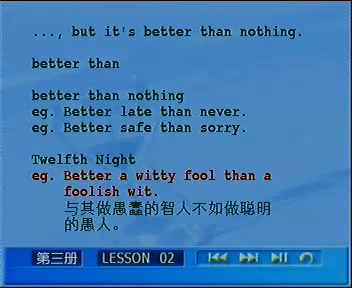 ..., but it's better than nothing.
better than
better than nothing
eg. Better late than never.
eg. Better safe than sorry.
Twelfth Night
eg. Better a witty fool than a
foolish wit.
与其做愚蠢的智人不如做聪明
的愚人。
第三册 LESSON 02